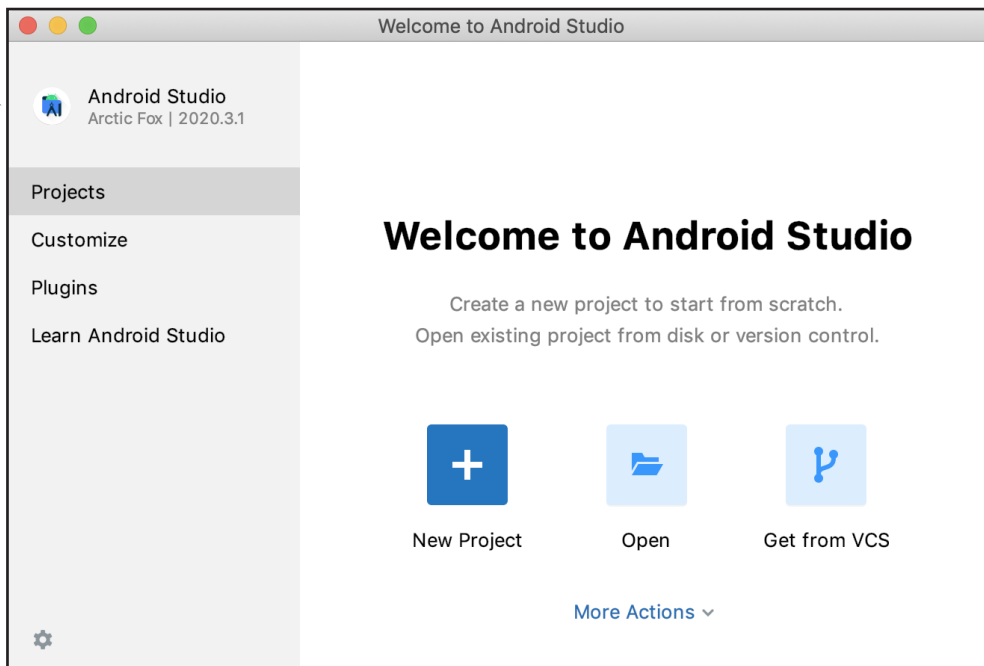 Welcome to Android Studio
Android Studio
Arctic Fox | 2020.3.1
Projects
Customize
Plugins
Learn Android Studio
Welcome to Android Studio
Create a new project to start from scratch.
Open existing project from disk or version control.
New Project
Open
Get from VCS
More Actions